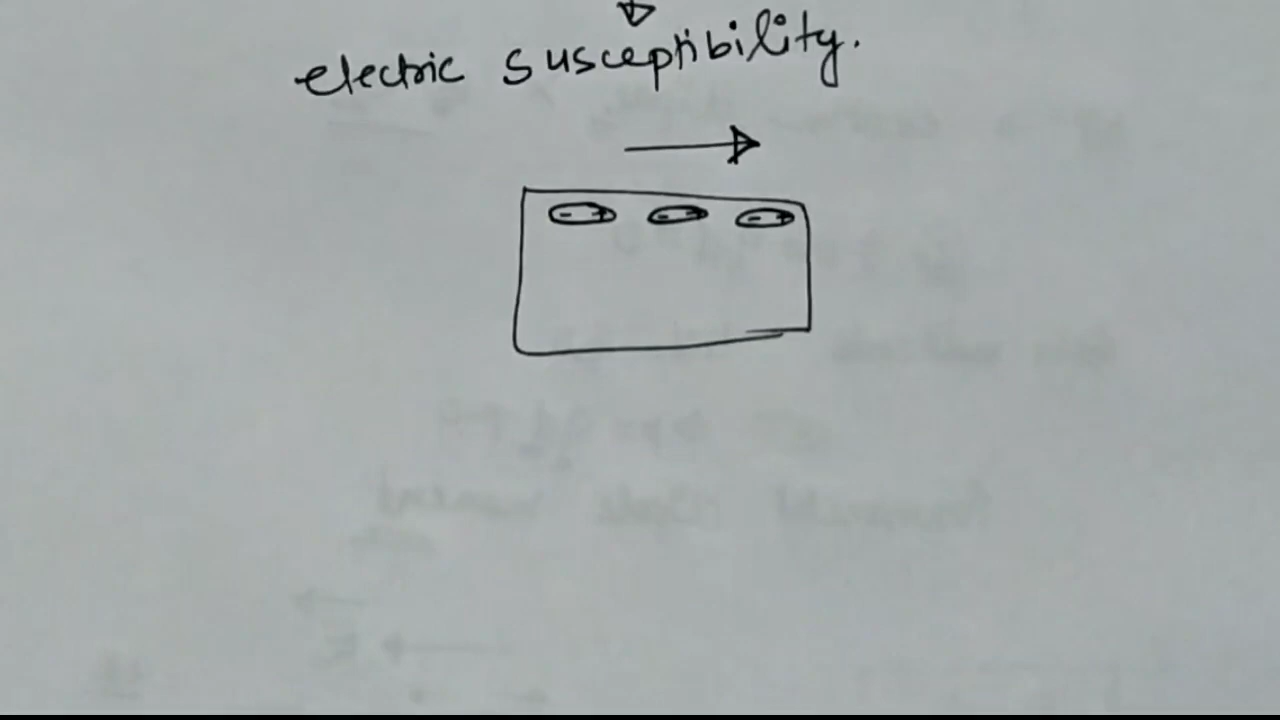 electric susceptibility.
- + - + - +